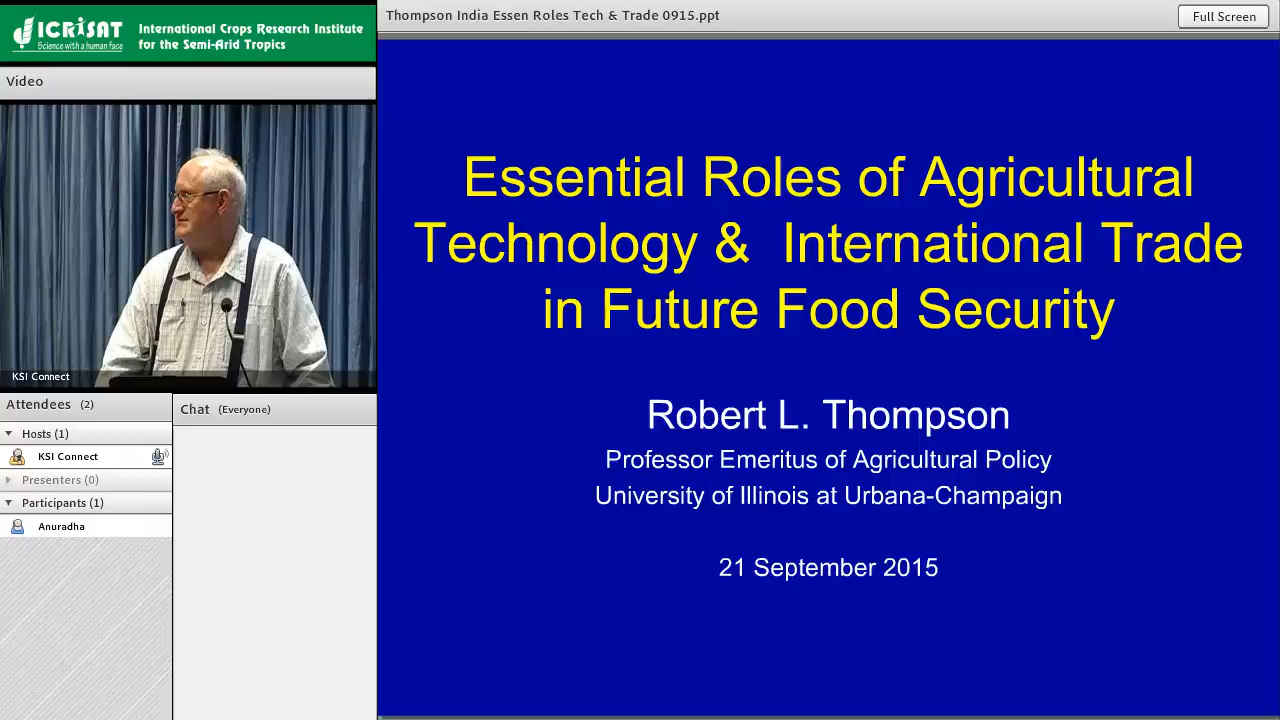 ICRISAT
Science with a human face
International Crops Research Institute
for the Semi-Arid Tropics
Video
KSI Connect
Attendees (2)
Hosts (1)
KSI Connect
Presenters (0)
Participants (1)
Anuradha
Chat (Everyone)
Thompson India Essen Roles Tech & Trade 0915.ppt
Full Screen
Essential Roles of Agricultural
Technology & International Trade
in Future Food Security
Robert L. Thompson
Professor Emeritus of Agricultural Policy
University of Illinois at Urbana-Champaign
21 September 2015